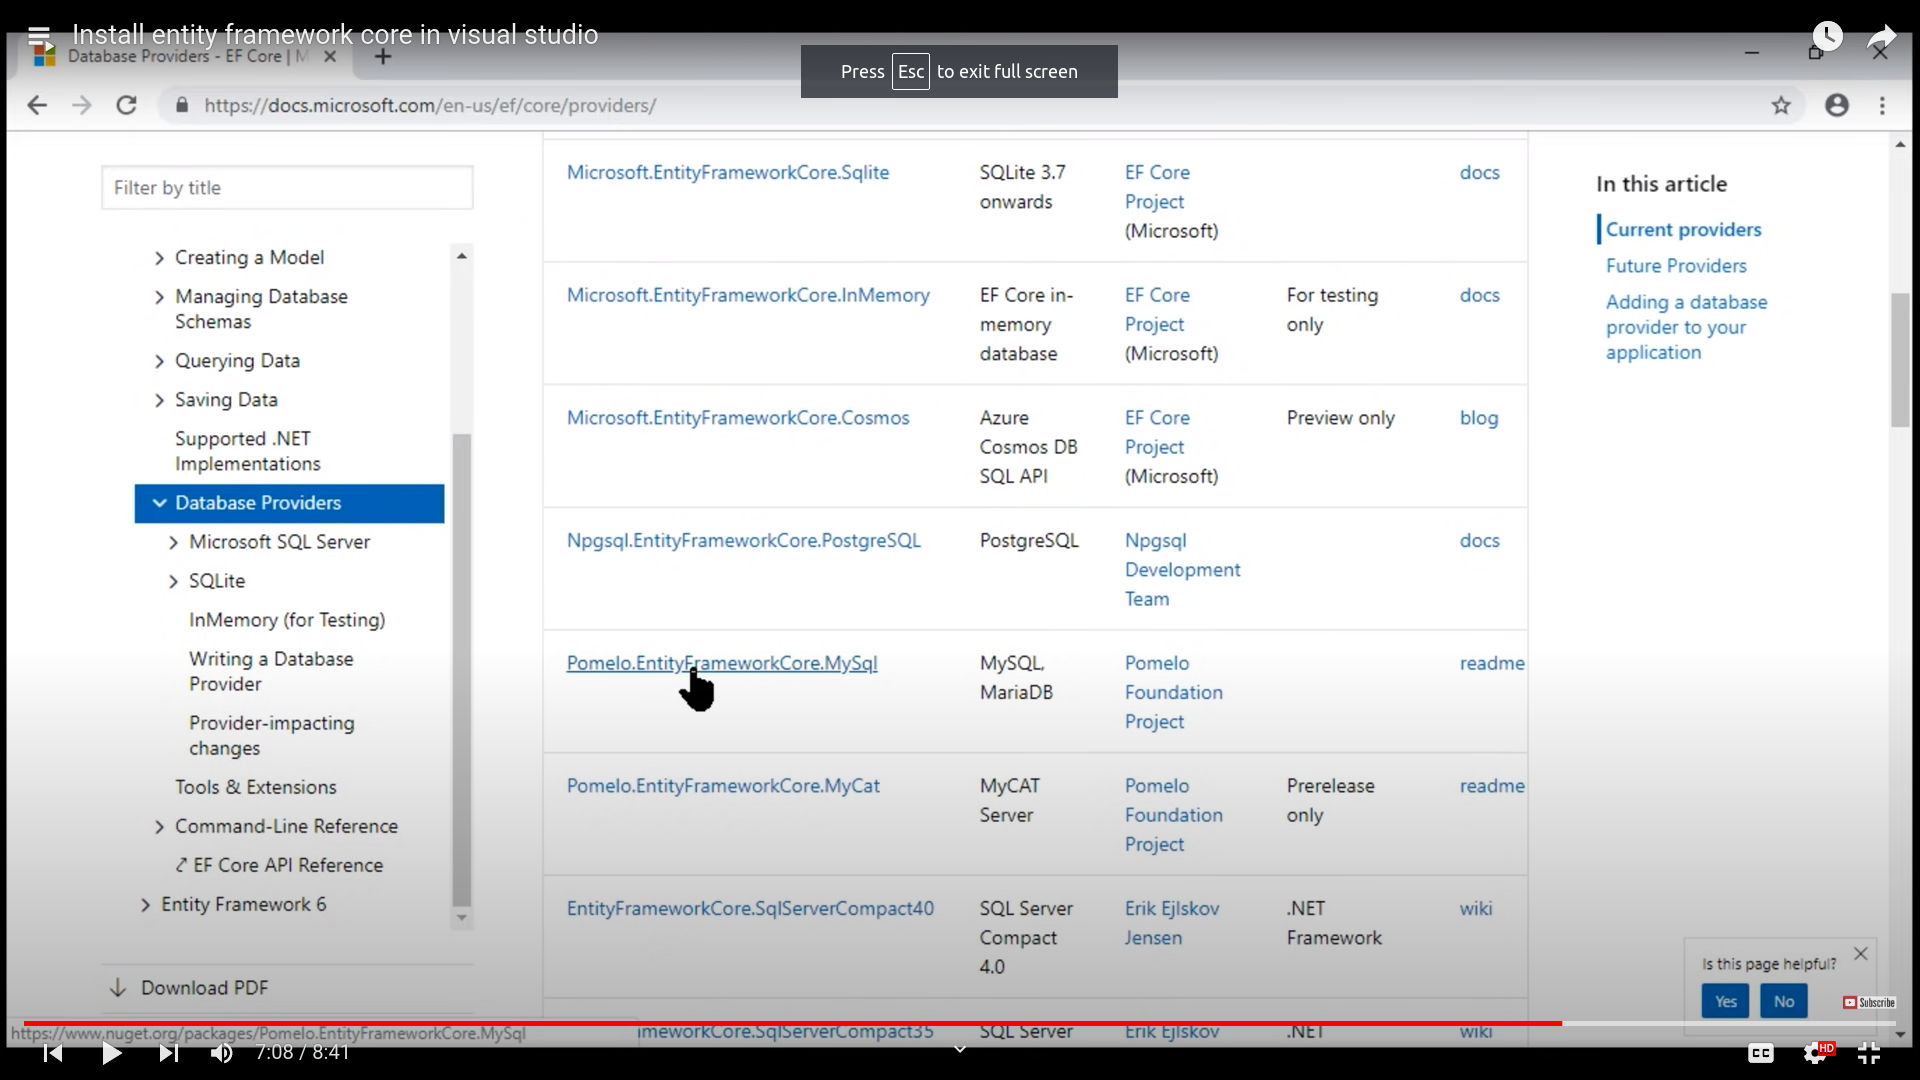 Install entity framework core in visual studio
Database Providers - EF Core | M
Press Esc to exit full screen
https://docs.microsoft.com/en-us/ef/core/providers/
Filter by title
Creating a Model
Managing Database
Schemas
Querying Data
Saving Data
Supported .NET
Implementations
Database Providers
Microsoft SQL Server
SQLite
InMemory (for Testing)
Writing a Database
Provider
Provider-impacting
changes
Tools & Extensions
Command-Line Reference
EF Core API Reference
Entity Framework 6
Download PDF
Microsoft.EntityFrameworkCore.Sqlite
SQLite 3.7
onwards
EF Core
Project
(Microsoft)
docs
Microsoft.EntityFrameworkCore.InMemory
EF Core in-
memory
database
EF Core
Project
(Microsoft)
For testing
only
docs
Microsoft.EntityFrameworkCore.Cosmos
Azure
Cosmos DB
SQL API
EF Core
Project
(Microsoft)
Preview only
blog
Npgsql.EntityFrameworkCore.PostgreSQL
PostgreSQL
Npgsql
Development
Team
docs
Pomelo.EntityFrameworkCore.MySql
MySQL,
MariaDB
Pomelo
Foundation
Project
readme
Pomelo.EntityFrameworkCore.MyCat
MyCAT
Server
Pomelo
Foundation
Project
Prerelease
only
readme
EntityFrameworkCore.SqlServerCompact40
SQL Server
Compact
4.0
Erik Ejlskov
Jensen
.NET
Framework
wiki
meworkCore.SqlServerCompact35
SQL Server
Erik Ejlskov
.NET
wiki
In this article
Current providers
Future Providers
Adding a database
provider to your
application
Is this page helpful?
Yes
No
Subscribe
https://www.nuget.org/packages/Pomelo.EntityFrameworkCore.MySql
7:08 / 8:41
CC
HD